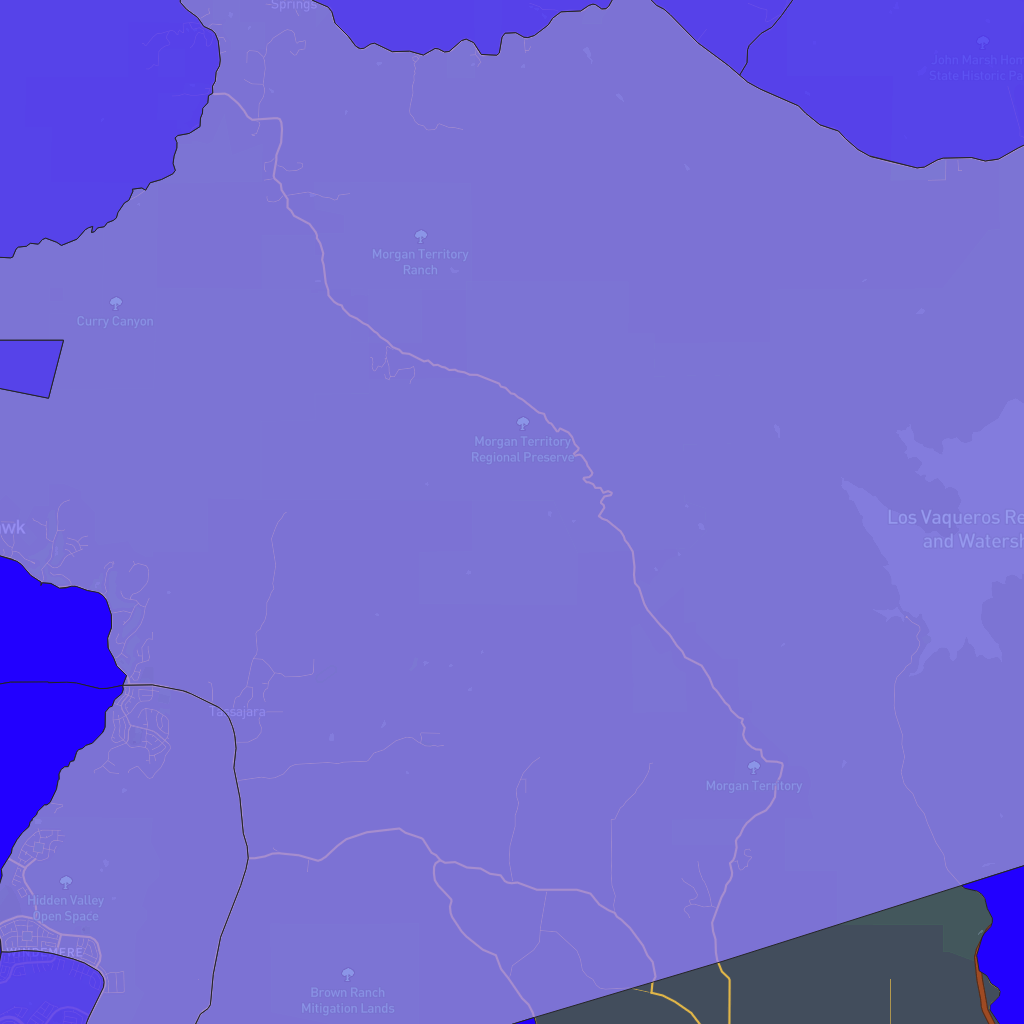 Springs
John Marsh Hom
State Historic Pa
Morgan Territory
Ranch
Curry Canyon
Morgan Territory
Regional Preserve
Los Vaqueros Re
and Watersh
wk
Tassajara
Morgan Territory
Hidden Valley
Open Space
Brown Ranch
Mitigation Lands